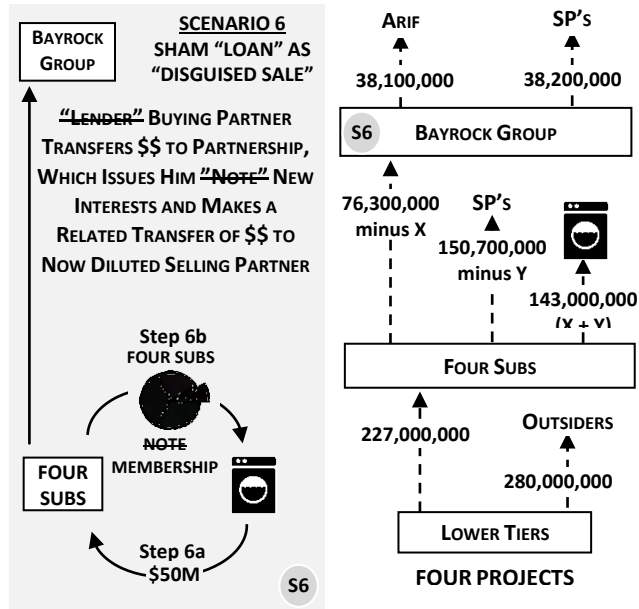 BAYROCK
GROUP
SCENARIO 6
SHAM “LOAN” AS
“DISGUISED SALE”
“LENDER” BUYING PARTNER
TRANSFERS $$ TO PARTNERSHIP,
WHICH ISSUES HIM “NOTE” NEW
INTERESTS AND MAKES A
RELATED TRANSFER OF $$ TO
NOW DILUTED SELLING PARTNER
Step 6b
FOUR SUBS
NOTE
MEMBERSHIP
FOUR
SUBS
Step 6a
$50M
S6
ARIF
SP’S
38,100,000
38,200,000
S6
BAYROCK GROUP
76,300,000
minus X
SP’S
150,700,000
minus Y
143,000,000
(X + Y)
FOUR SUBS
227,000,000
OUTSIDERS
280,000,000
LOWER TIERS
FOUR PROJECTS